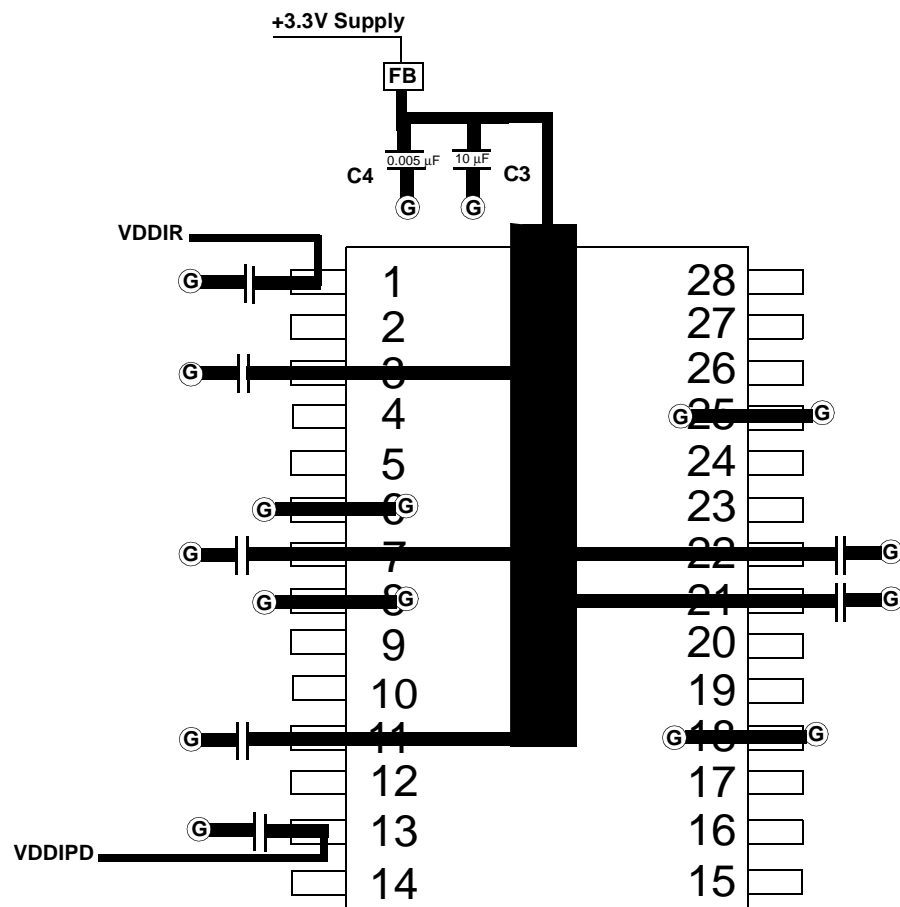 +3.3V Supply
FB
0.005 µF
10 µF
C4
C3
G
G
VDDIR
G
1
28
2
27
G
3
26
4
G
25
G
5
24
G
6
G
23
G
7
22
G
G
8
G
21
G
9
20
10
19
G
11
G
18
G
12
17
G
13
16
VDDIPD
14
15